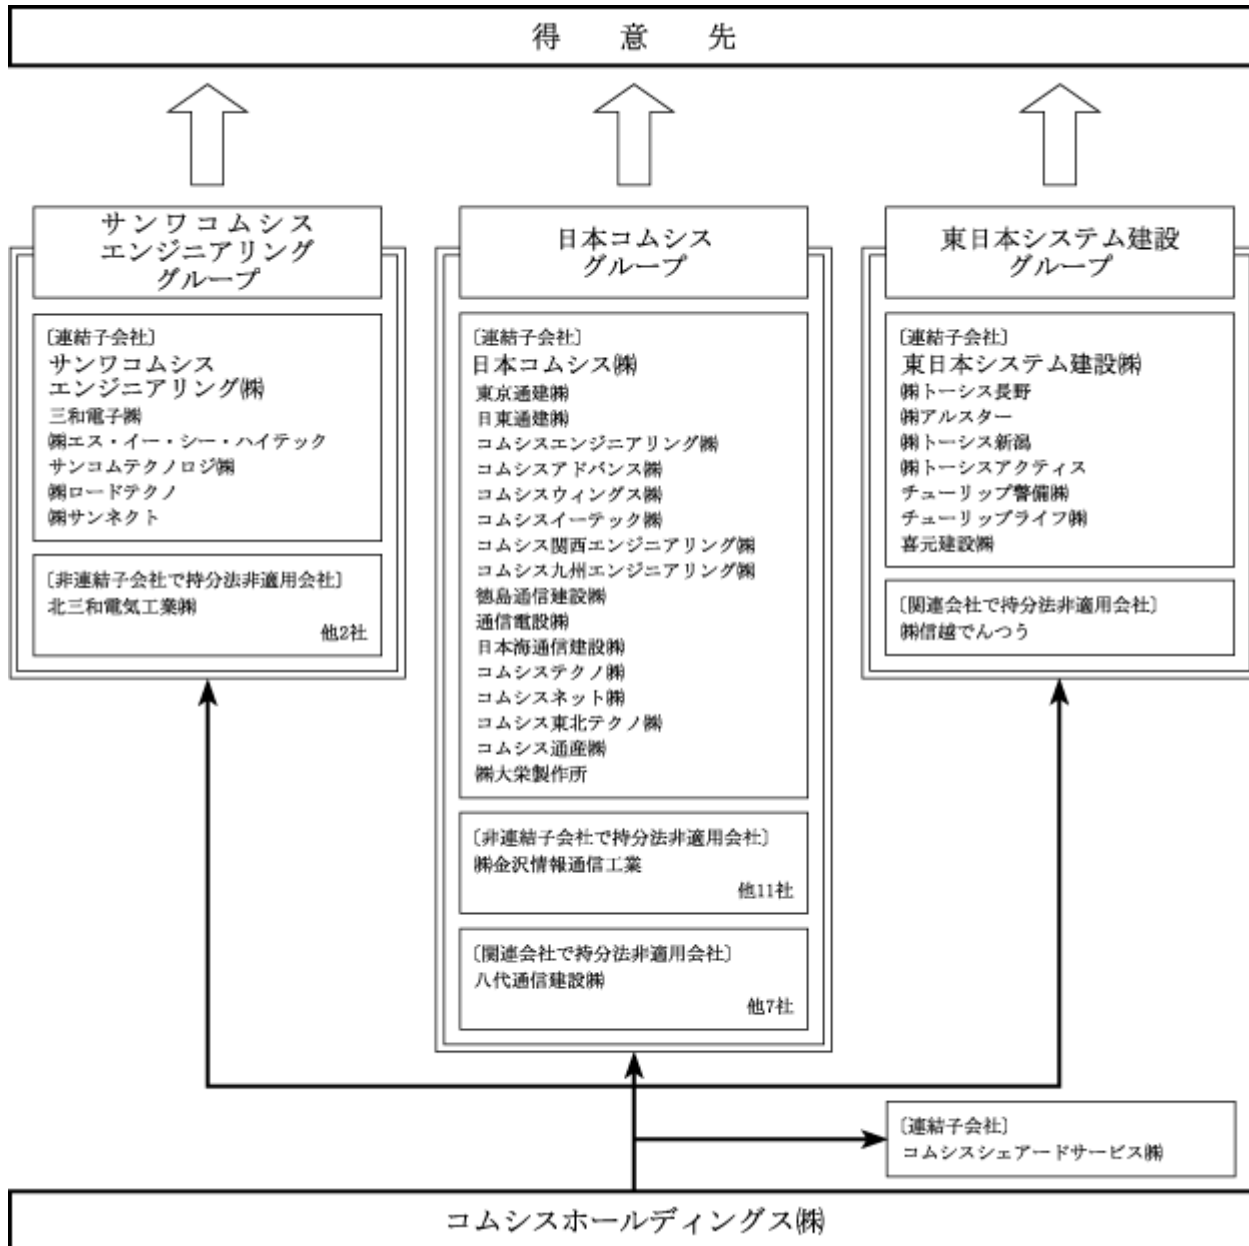 得 意 先
サンワコムシス
エンジニアリング
グループ
〔連結子会社〕
サンワコムシス
エンジニアリング㈱
三和電子㈱
㈱エス・イー・シー・ハイテック
サンコムテクノロジ㈱
㈱ロードテクノ
㈱サンネクト
〔非連結子会社で持分法非適用会社〕
北三和電気工業㈱
他2社
日本コムシス
グループ
〔連結子会社〕
日本コムシス㈱
東京通建㈱
日東通建㈱
コムシスエンジニアリング㈱
コムシスアドバンス㈱
コムシスウィングス㈱
コムシスイーテック㈱
コムシス関西エンジニアリング㈱
コムシス九州エンジニアリング㈱
徳島通信建設㈱
通信電設㈱
日本海通信建設㈱
コムシステクノ㈱
コムシスネット㈱
コムシス東北テクノ㈱
コムシス通産㈱
㈱大栄製作所
〔非連結子会社で持分法非適用会社〕
㈱金沢情報通信工業
他11社
〔関連会社で持分法非適用会社〕
八代通信建設㈱
他7社
東日本システム建設
グループ
〔連結子会社〕
東日本システム建設㈱
㈱トーシス長野
㈱アルスター
㈱トーシス新潟
㈱トーシスアクティス
チューリップ警備㈱
チューリップライフ㈱
喜元建設㈱
〔関連会社で持分法非適用会社〕
㈱信越でんつう
〔連結子会社〕
コムシスシェアードサービス㈱
コムシスホールディングス㈱